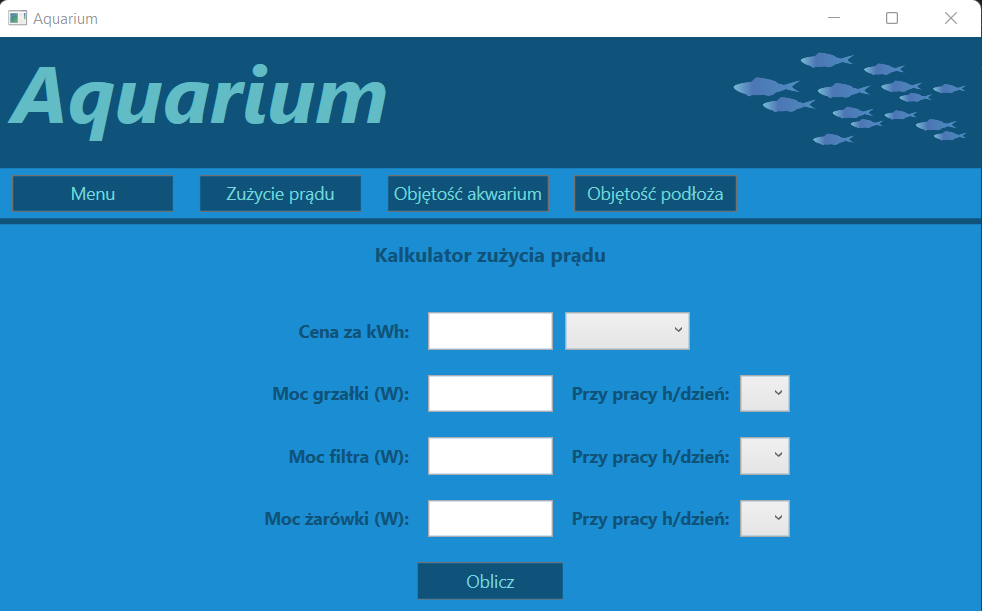 Aquarium
Aquarium
Menu Zużycie prądu Objętość akwarium Objętość podłoża
Kalkulator zużycia prądu
Cena za kWh:
Moc grzałki (W): Przy pracy h/dzień:
Moc filtra (W): Przy pracy h/dzień:
Moc żarówki (W): Przy pracy h/dzień:
Oblicz